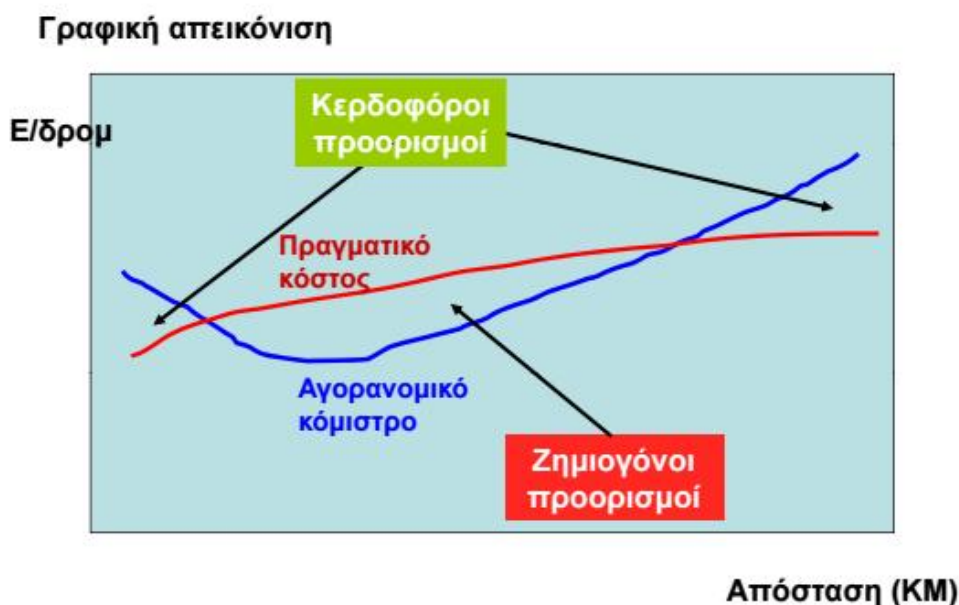 Γραφική απεικόνιση
Ε/δρομ
Κερδοφόροι
προορισμοί
Πραγματικό
κόστος
Αγορανομικό
κόμιστρο
Ζημιογόνοι
προορισμοί
Απόσταση (ΚΜ)